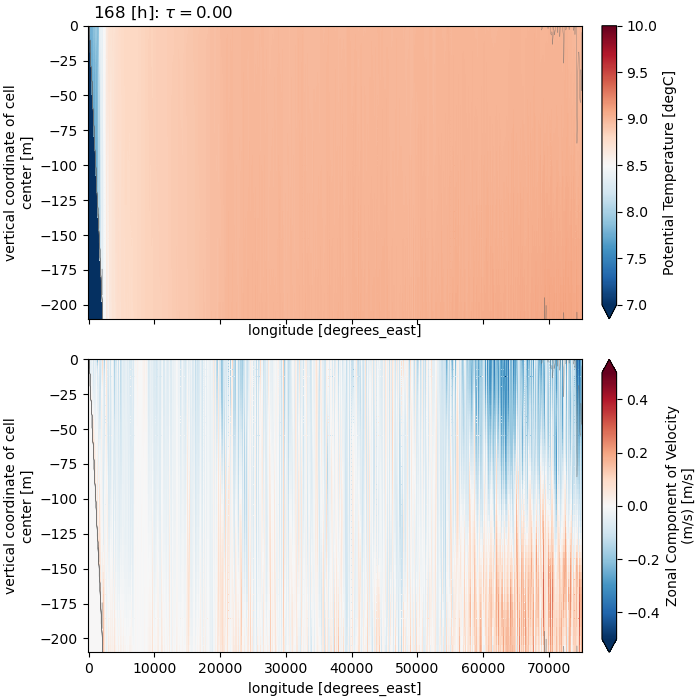 168 [h]: τ = 0.00
0
−25
−50
−75
−100
−125
−150
−175
−200
vertical coordinate of cell
center [m]
longitude [degrees_east]
10.0
9.5
9.0
8.5
8.0
7.5
7.0
Potential Temperature [degC]
0
−25
−50
−75
−100
−125
−150
−175
−200
vertical coordinate of cell
center [m]
0 10000 20000 30000 40000 50000 60000 70000
longitude [degrees_east]
0.4
0.2
0.0
−0.2
−0.4
Zonal Component of Velocity
(m/s) [m/s]